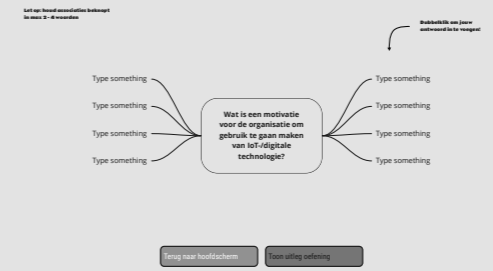 Let op: houd associaties beknopt
in max 2 - 6 woorden
Dubbelklik om jouw
antwoord in te voegen!
Type something
Type something
Type something
Type something
Wat is een motivatie
voor de organisatie om
gebruik te gaan maken
van IoT-/digitale
technologie?
Type something
Type something
Type something
Type something
Terug naar hoofdscherm
Toon uitleg oefening